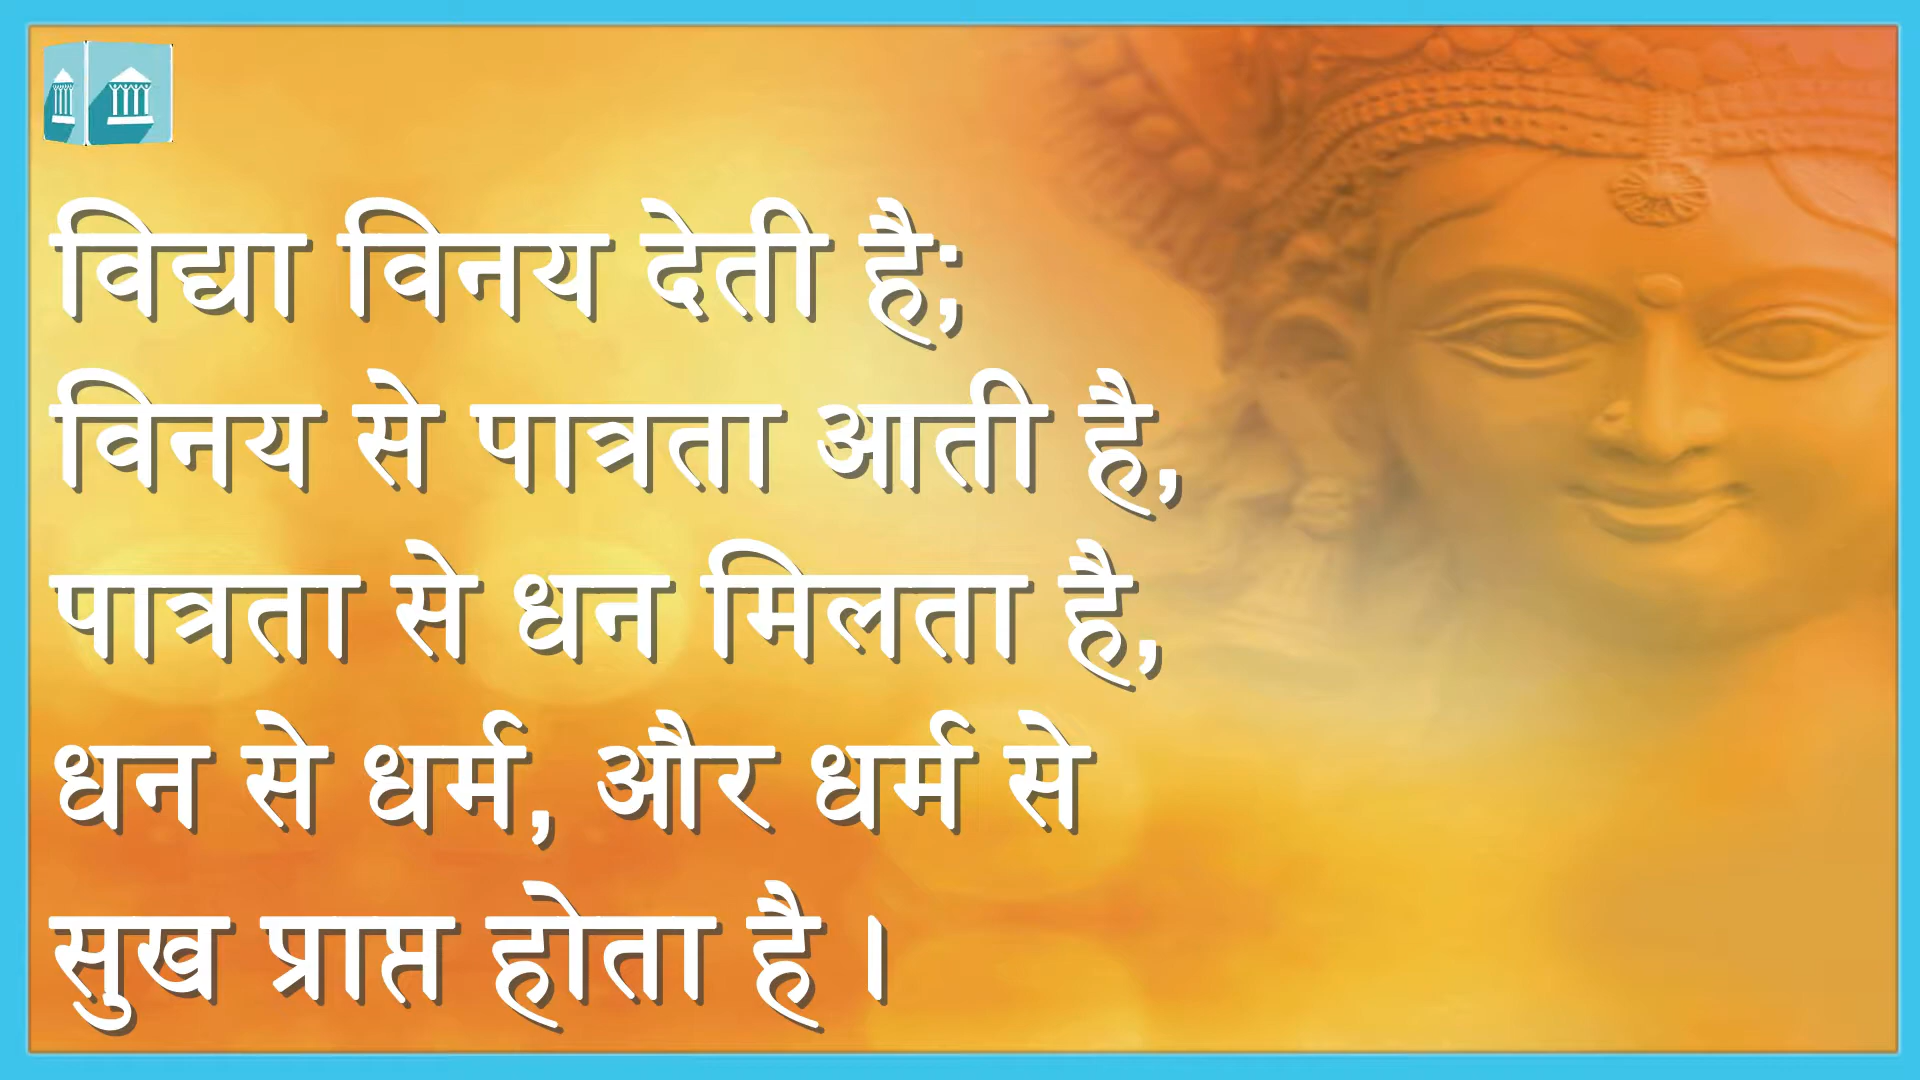 विद्या विनय देती है;
विनय से पात्रता आती है,
पात्रता से धन मिलता है,
धन से धर्म, और धर्म से
सुख प्राप्त होता है ।